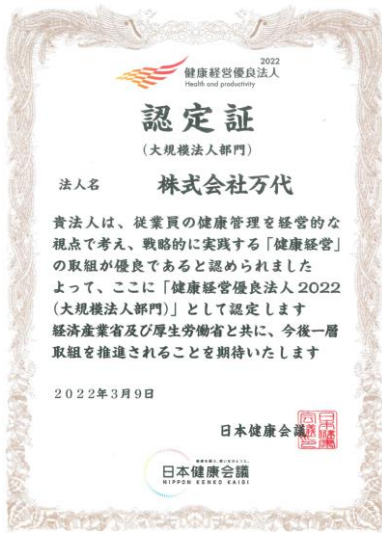 2022
健康経営優良法人
Health and productivity
認定証
(大規模法人部門)
法人名 株式会社万代
貴法人は、従業員の健康管理を経営的な
視点で考え、戦略的に実践する「健康経営」
の取組が優良であると認められました
よって、ここに「健康経営優良法人2022
(大規模法人部門)」として認定します
経済産業省及び厚生労働省と共に、今後一層
取組を推進されることを期待いたします
2022年3月9日
日本健康会議
日本健康会議
NIPPON KENKO KAIGI